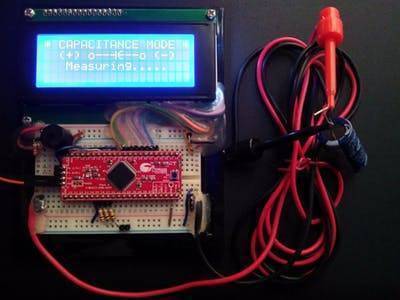 * CAPACITANCE MODE *
(+) o--|(--o (-)
Measuring.....